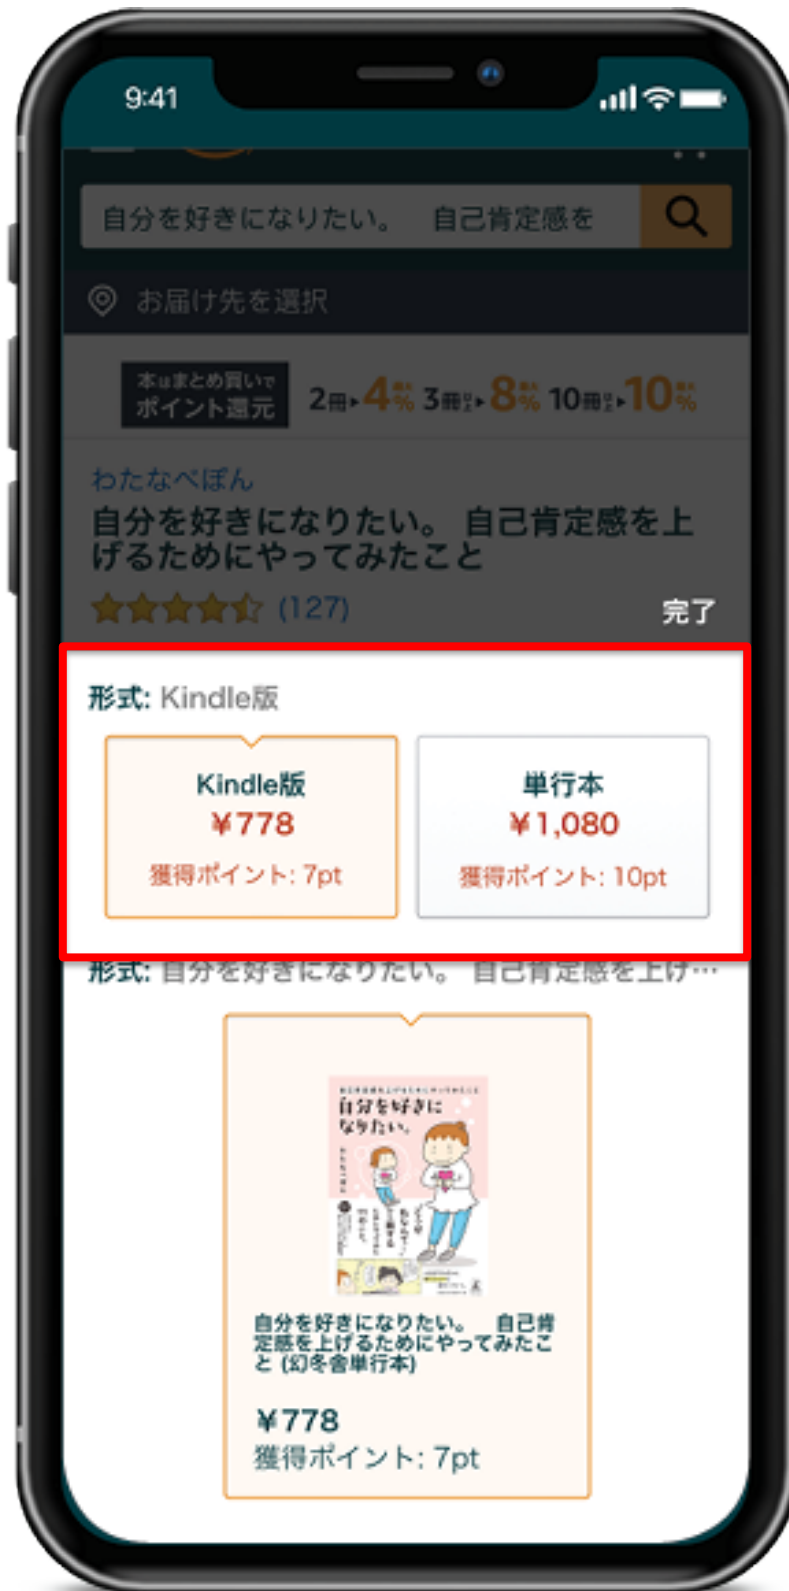 9:41
自分を好きになりたい。　自己肯定感を
お届け先を選択
本はまとめ買いで
ポイント還元
2冊▶最大4% 3冊以上▶最大8% 10冊以上▶最大10%
わたなべぽん
自分を好きになりたい。 自己肯定感を上
げるためにやってみたこと
(127)
完了
形式: Kindle版
Kindle版
¥778
獲得ポイント: 7pt
単行本
¥1,080
獲得ポイント: 10pt
形式: 自分を好きになりたい。 自己肯定感を上げ…
自分を好きに
なりたい。
自分を好きになりたい。　自己肯
定感を上げるためにやってみたこ
と (幻冬舎単行本)
¥778
獲得ポイント: 7pt